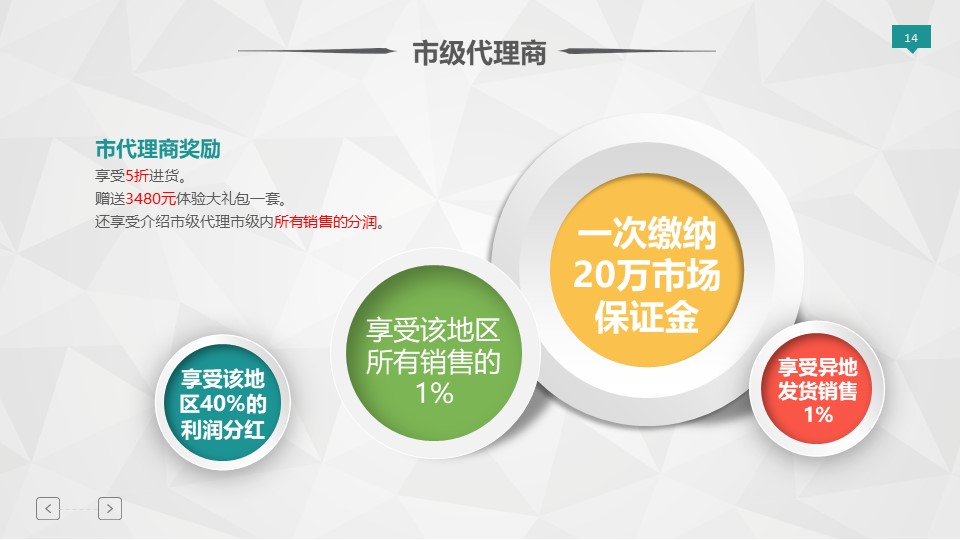 市级代理商
14
市代理商奖励
享受5折进货。
赠送3480元体验大礼包一套。
还享受介绍市级代理市级内所有销售的分润。
一次缴纳
20万市场
保证金
享受该地区
所有销售的
1%
享受该地
区40%的
利润分红
享受异地
发货销售
1%